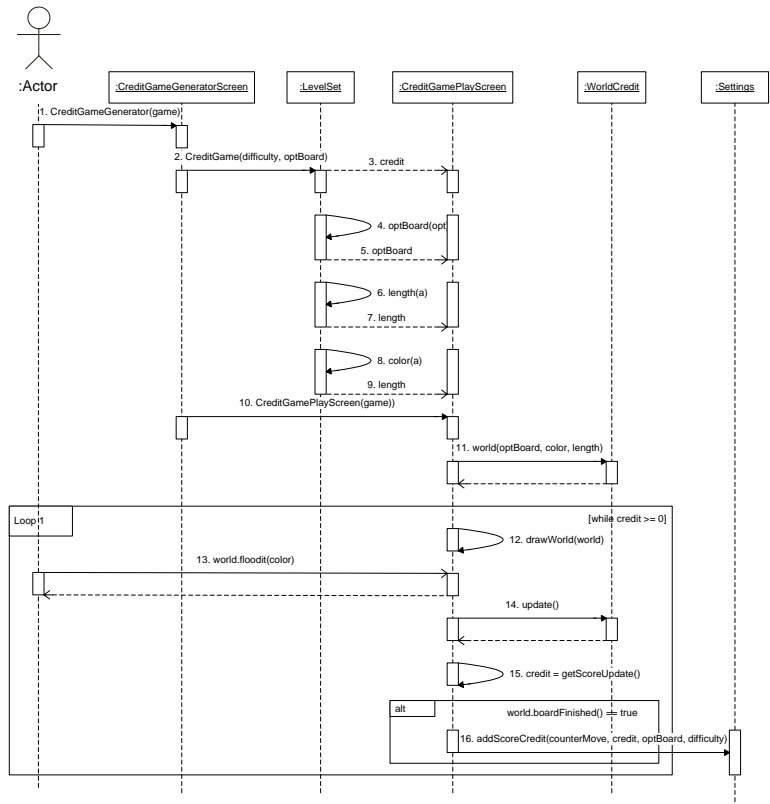 :Actor
:CreditGameGeneratorScreen
:LevelSet
:CreditGamePlayScreen
:WorldCredit
:Settings
1. CreditGameGenerator(game)
2. CreditGame(difficulty, optBoard)
3. credit
4. optBoard(opt
5. optBoard
6. length(a)
7. length
8. color(a)
9. length
10. CreditGamePlayScreen(game))
11. world(optBoard, color, length)
Loop 1
[while credit >= 0]
12. drawWorld(world)
13. world.floodit(color)
14. update()
15. credit = getScoreUpdate()
alt
world.boardFinished() == true
16. addScoreCredit(counterMove, credit, optBoard, difficulty)